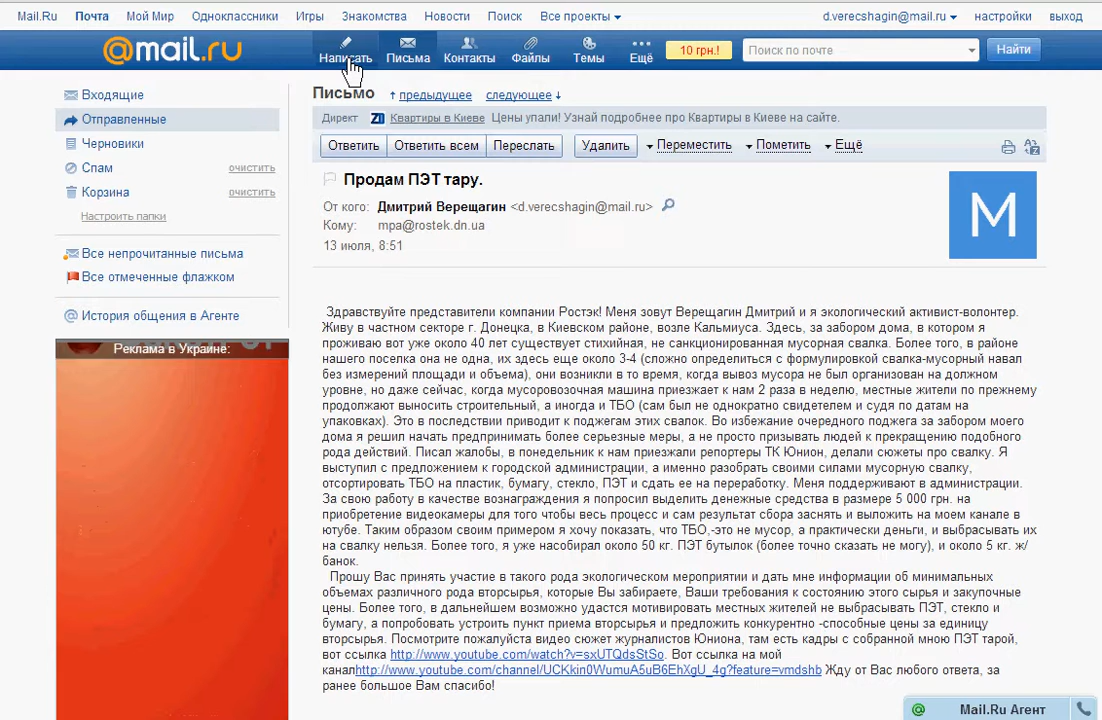 Mail.Ru Почта Мой Мир Одноклассники Игры Знакомства Новости Поиск Все проекты d.verecshagin@mail.ru настройки выход
@mail.ru Написать Письма Контакты Файлы Темы Ещё 10 грн.! Поиск по почте Найти
Входящие
Отправленные
Черновики
Спам очистить
Корзина очистить
Настроить папки
Все непрочитанные письма
Все отмеченные флажком
История общения в Агенте
Реклама в Украине:
Письмо ↑ предыдущее следующее ↓
Директ Квартиры в Киеве Цены упали! Узнай подробнее про Квартиры в Киеве на сайте.
Ответить Ответить всем Переслать Удалить Переместить Пометить Ещё
Продам ПЭТ тару.
От кого: Дмитрий Верещагин <d.verecshagin@mail.ru>
Кому: mpa@rostek.dn.ua
13 июля, 8:51
М
Здравствуйте представители компании Ростэк! Меня зовут Верещагин Дмитрий и я экологический активист-волонтер.
Живу в частном секторе г. Донецка, в Киевском районе, возле Кальмиуса. Здесь, за забором дома, в котором я
проживаю вот уже около 40 лет существует стихийная, не санкционированная мусорная свалка. Более того, в районе
нашего поселка она не одна, их здесь еще около 3-4 (сложно определиться с формулировкой свалка-мусорный навал
без измерений площади и объема), они возникли в то время, когда вывоз мусора не был организован на должном
уровне, но даже сейчас, когда мусоровозочная машина приезжает к нам 2 раза в неделю, местные жители по прежнему
продолжают выносить строительный, а иногда и ТБО (сам был не однократно свидетелем и судя по датам на
упаковках). Это в последствии приводит к поджегам этих свалок. Во избежание очередного поджега за забором моего
дома я решил начать предпринимать более серьезные меры, а не просто призывать людей к прекращению подобного
рода действий. Писал жалобы, в понедельник к нам приезжали репортеры ТК Юнион, делали сюжеты про свалку. Я
выступил с предложением к городской администрации, а именно разобрать своими силами мусорную свалку,
отсортировать ТБО на пластик, бумагу, стекло, ПЭТ и сдать ее на переработку. Меня поддерживают в администрации.
За свою работу в качестве вознаграждения я попросил выделить денежные средства в размере 5 000 грн. на
приобретение видеокамеры для того чтобы весь процесс и сам результат сбора заснять и выложить на моем канале в
ютубе. Таким образом своим примером я хочу показать, что ТБО,-это не мусор, а практически деньги, и выбрасывать их
на свалку нельзя. Более того, я уже насобирал около 50 кг. ПЭТ бутылок (более точно сказать не могу), и около 5 кг. ж/
банок.
Прошу Вас принять участие в такого рода экологическом мероприятии и дать мне информации об минимальных
объемах различного рода вторсырья, которые Вы забираете, Ваши требования к состоянию этого сырья и закупочные
цены. Более того, в дальнейшем возможно удастся мотивировать местных жителей не выбрасывать ПЭТ, стекло и
бумагу, а попробовать устроить пункт приема вторсырья и предложить конкурентно -способные цены за единицу
вторсырья. Посмотрите пожалуйста видео сюжет журналистов Юниона, там есть кадры с собранной мною ПЭТ тарой,
вот ссылка http://www.youtube.com/watch?v=sxUTQdsStSo. Вот ссылка на мой
каналhttp://www.youtube.com/channel/UCKkin0WumuA5uB6EhXgU_4g?feature=vmdshb Жду от Вас любого ответа, за
ранее большое Вам спасибо!
Mail.Ru Агент